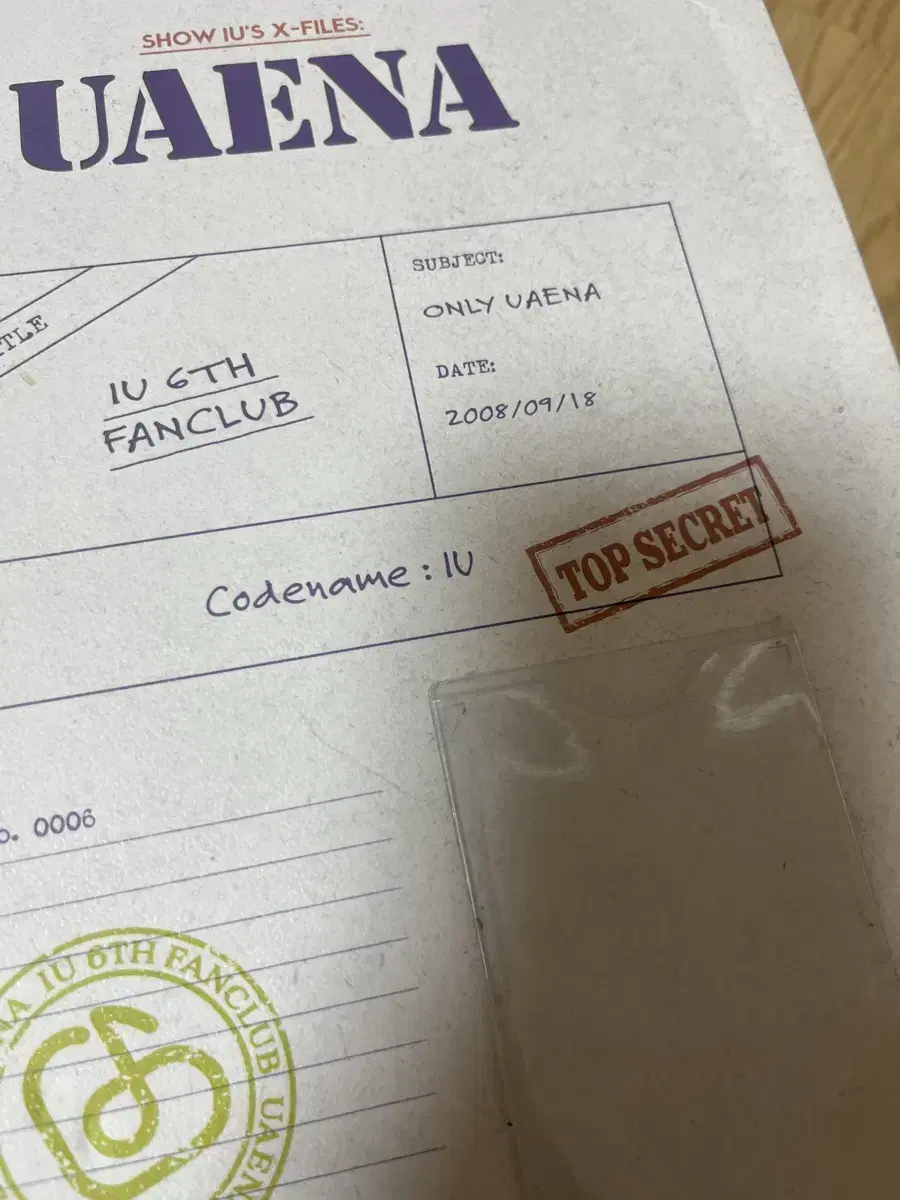 SHOW IU'S X-FILES:
UAENA
IU 6TH
FANCLUB
SUBJECT:
ONLY UAENA
DATE:
2008/09/18
TOP SECRET
Codename : IU
0006
IU 6TH FANCLUB